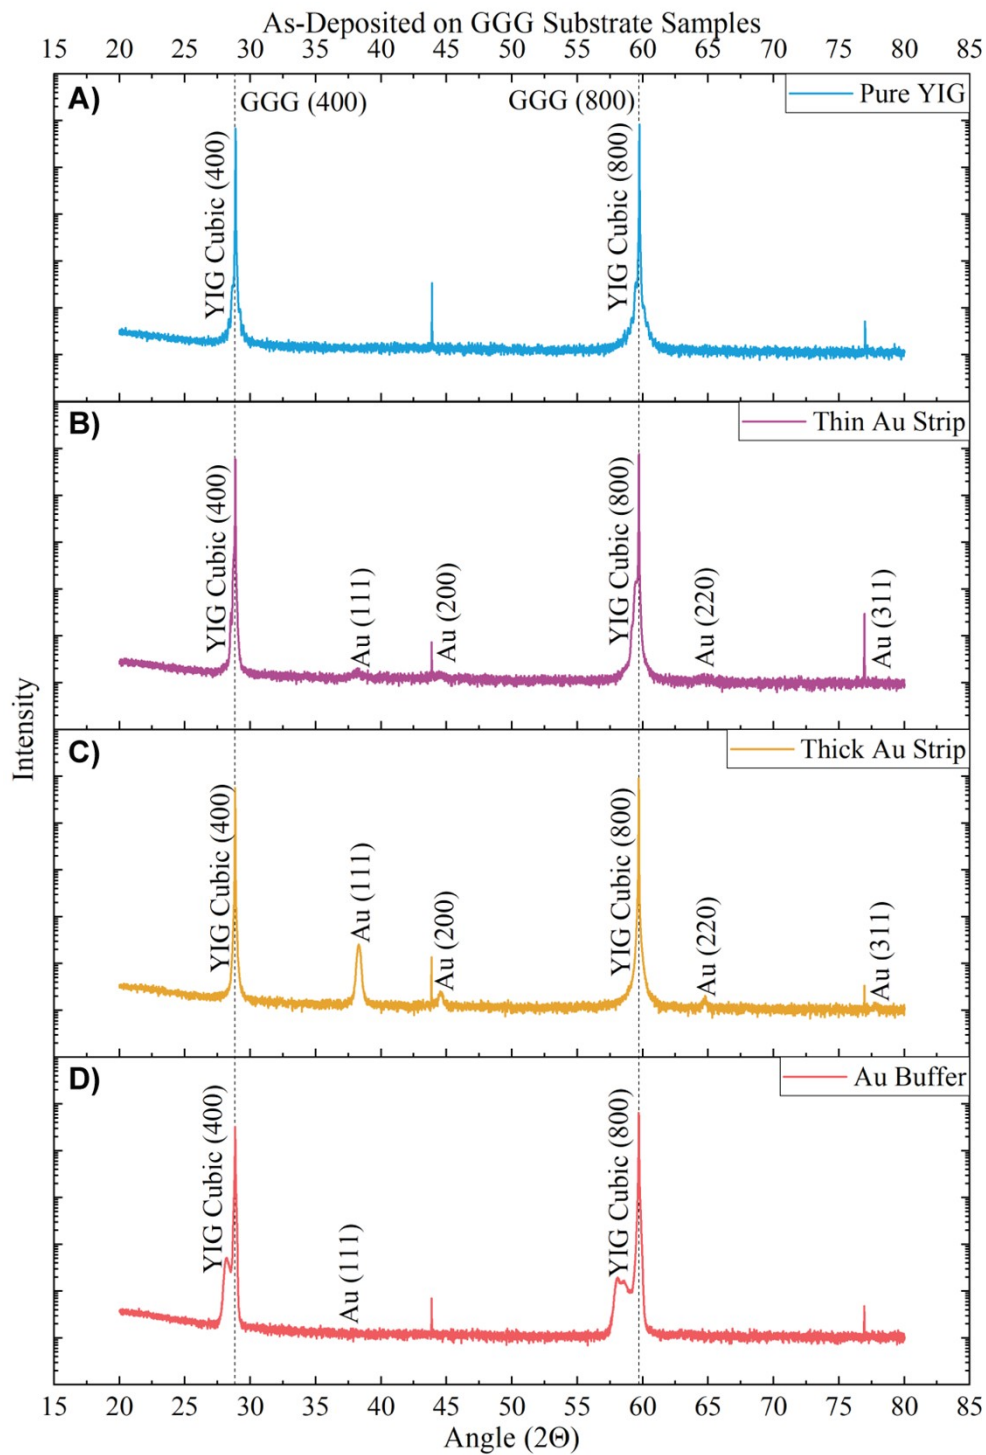 As-Deposited on GGG Substrate Samples
15 20 25 30 35 40 45 50 55 60 65 70 75 80 85
A)
GGG (400)
GGG (800)
Pure YIG
YIG Cubic (400)
YIG Cubic (800)
B)
Thin Au Strip
YIG Cubic (400)
Au (111)
Au (200)
YIG Cubic (800)
Au (220)
Au (311)
Intensity
C)
Thick Au Strip
YIG Cubic (400)
Au (111)
Au (200)
YIG Cubic (800)
Au (220)
Au (311)
D)
Au Buffer
YIG Cubic (400)
Au (111)
YIG Cubic (800)
15 20 25 30 35 40 45 50 55 60 65 70 75 80 85
Angle (2Θ)